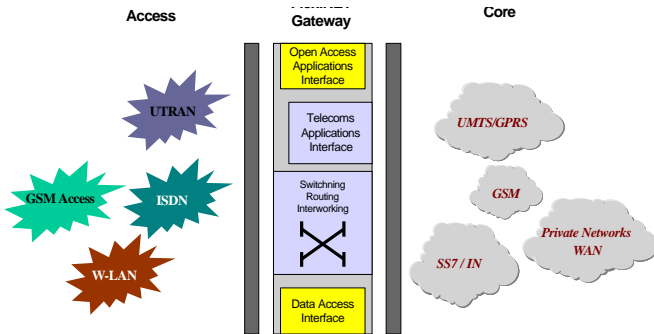 Access
Gateway
Core
Open Access
Applications
Interface
UTRAN
Telecoms
Applications
Interface
UMTS/GPRS
GSM Access
ISDN
Switchning
Routing
Interworking
GSM
Private Networks
WAN
W-LAN
SS7 / IN
Data Access
Interface